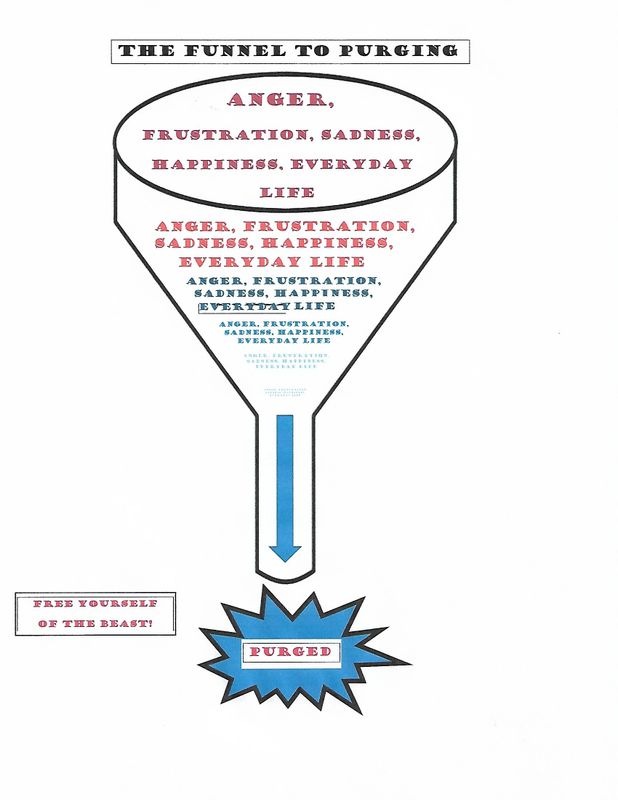 THE FUNNEL TO PURGING
ANGER,
FRUSTRATION, SADNESS,
HAPPINESS, EVERYDAY
LIFE
ANGER, FRUSTRATION,
SADNESS, HAPPINESS,
EVERYDAY LIFE
ANGER, FRUSTRATION,
SADNESS, HAPPINESS,
EVERYDAY LIFE
ANGER, FRUSTRATION,
SADNESS, HAPPINESS,
EVERYDAY LIFE
ANGER, FRUSTRATION,
SADNESS, HAPPINESS,
EVERYDAY LIFE
FREE YOURSELF
OF THE BEAST!
PURGED